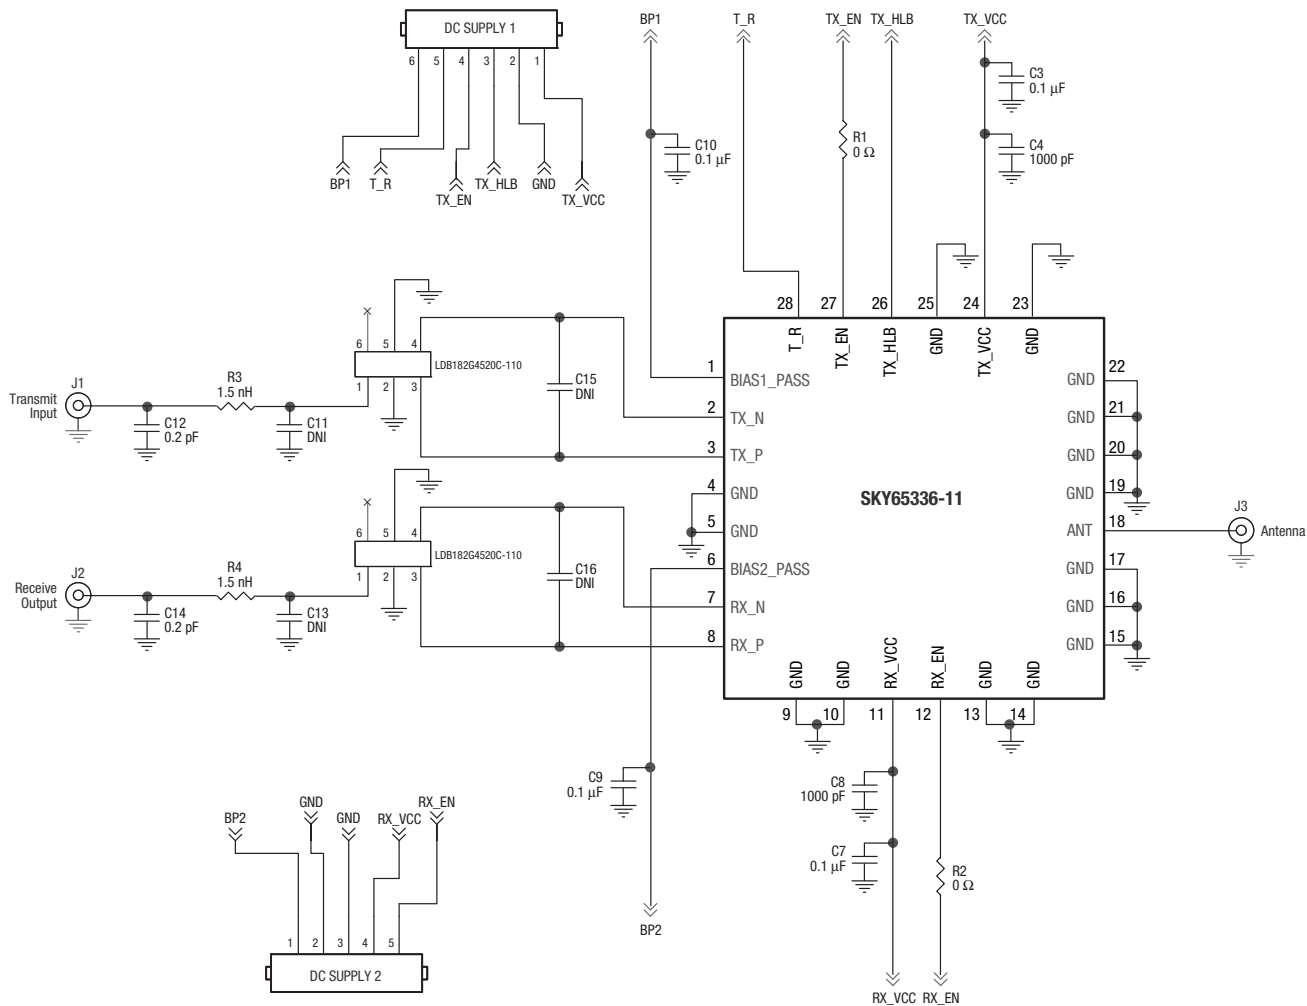 DC SUPPLY 1
6 5 4 3 2 1
BP1 T_R TX_EN TX_HLB GND TX_VCC
BP1 T_R TX_EN TX_HLB TX_VCC
C3
0.1 µF
C4
1000 pF
C10
0.1 µF
R1
0 Ω
28 27 26 25 24 23
T_R TX_EN TX_HLB GND T_VCC GND
J1
Transmit
Input
C12
0.2 pF
R3
1.5 nH
C11
DNI
6 5 4
LDB182G4520C-110
1 2 3
C15
DNI
J2
Receive
Output
C14
0.2 pF
R4
1.5 nH
C13
DNI
6 5 4
LDB182G4520C-110
1 2 3
C16
DNI
1 BIAS1_PASS
2 TX_N
3 TX_P
4 GND
5 GND
6 BIAS2_PASS
7 RX_N
8 RX_P
SKY65336-11
GND 22
GND 21
GND 20
GND 19
ANT 18
GND 17
GND 16
GND 15
J3
Antenna
GND GND RX_VCC RX_EN GND GND
9 10 11 12 13 14
C9
0.1 µF
BP2
C8
1000 pF
C7
0.1 µF
R2
0 Ω
RX_VCC RX_EN
BP2 GND GND RX_VCC RX_EN
1 2 3 4 5
DC SUPPLY 2